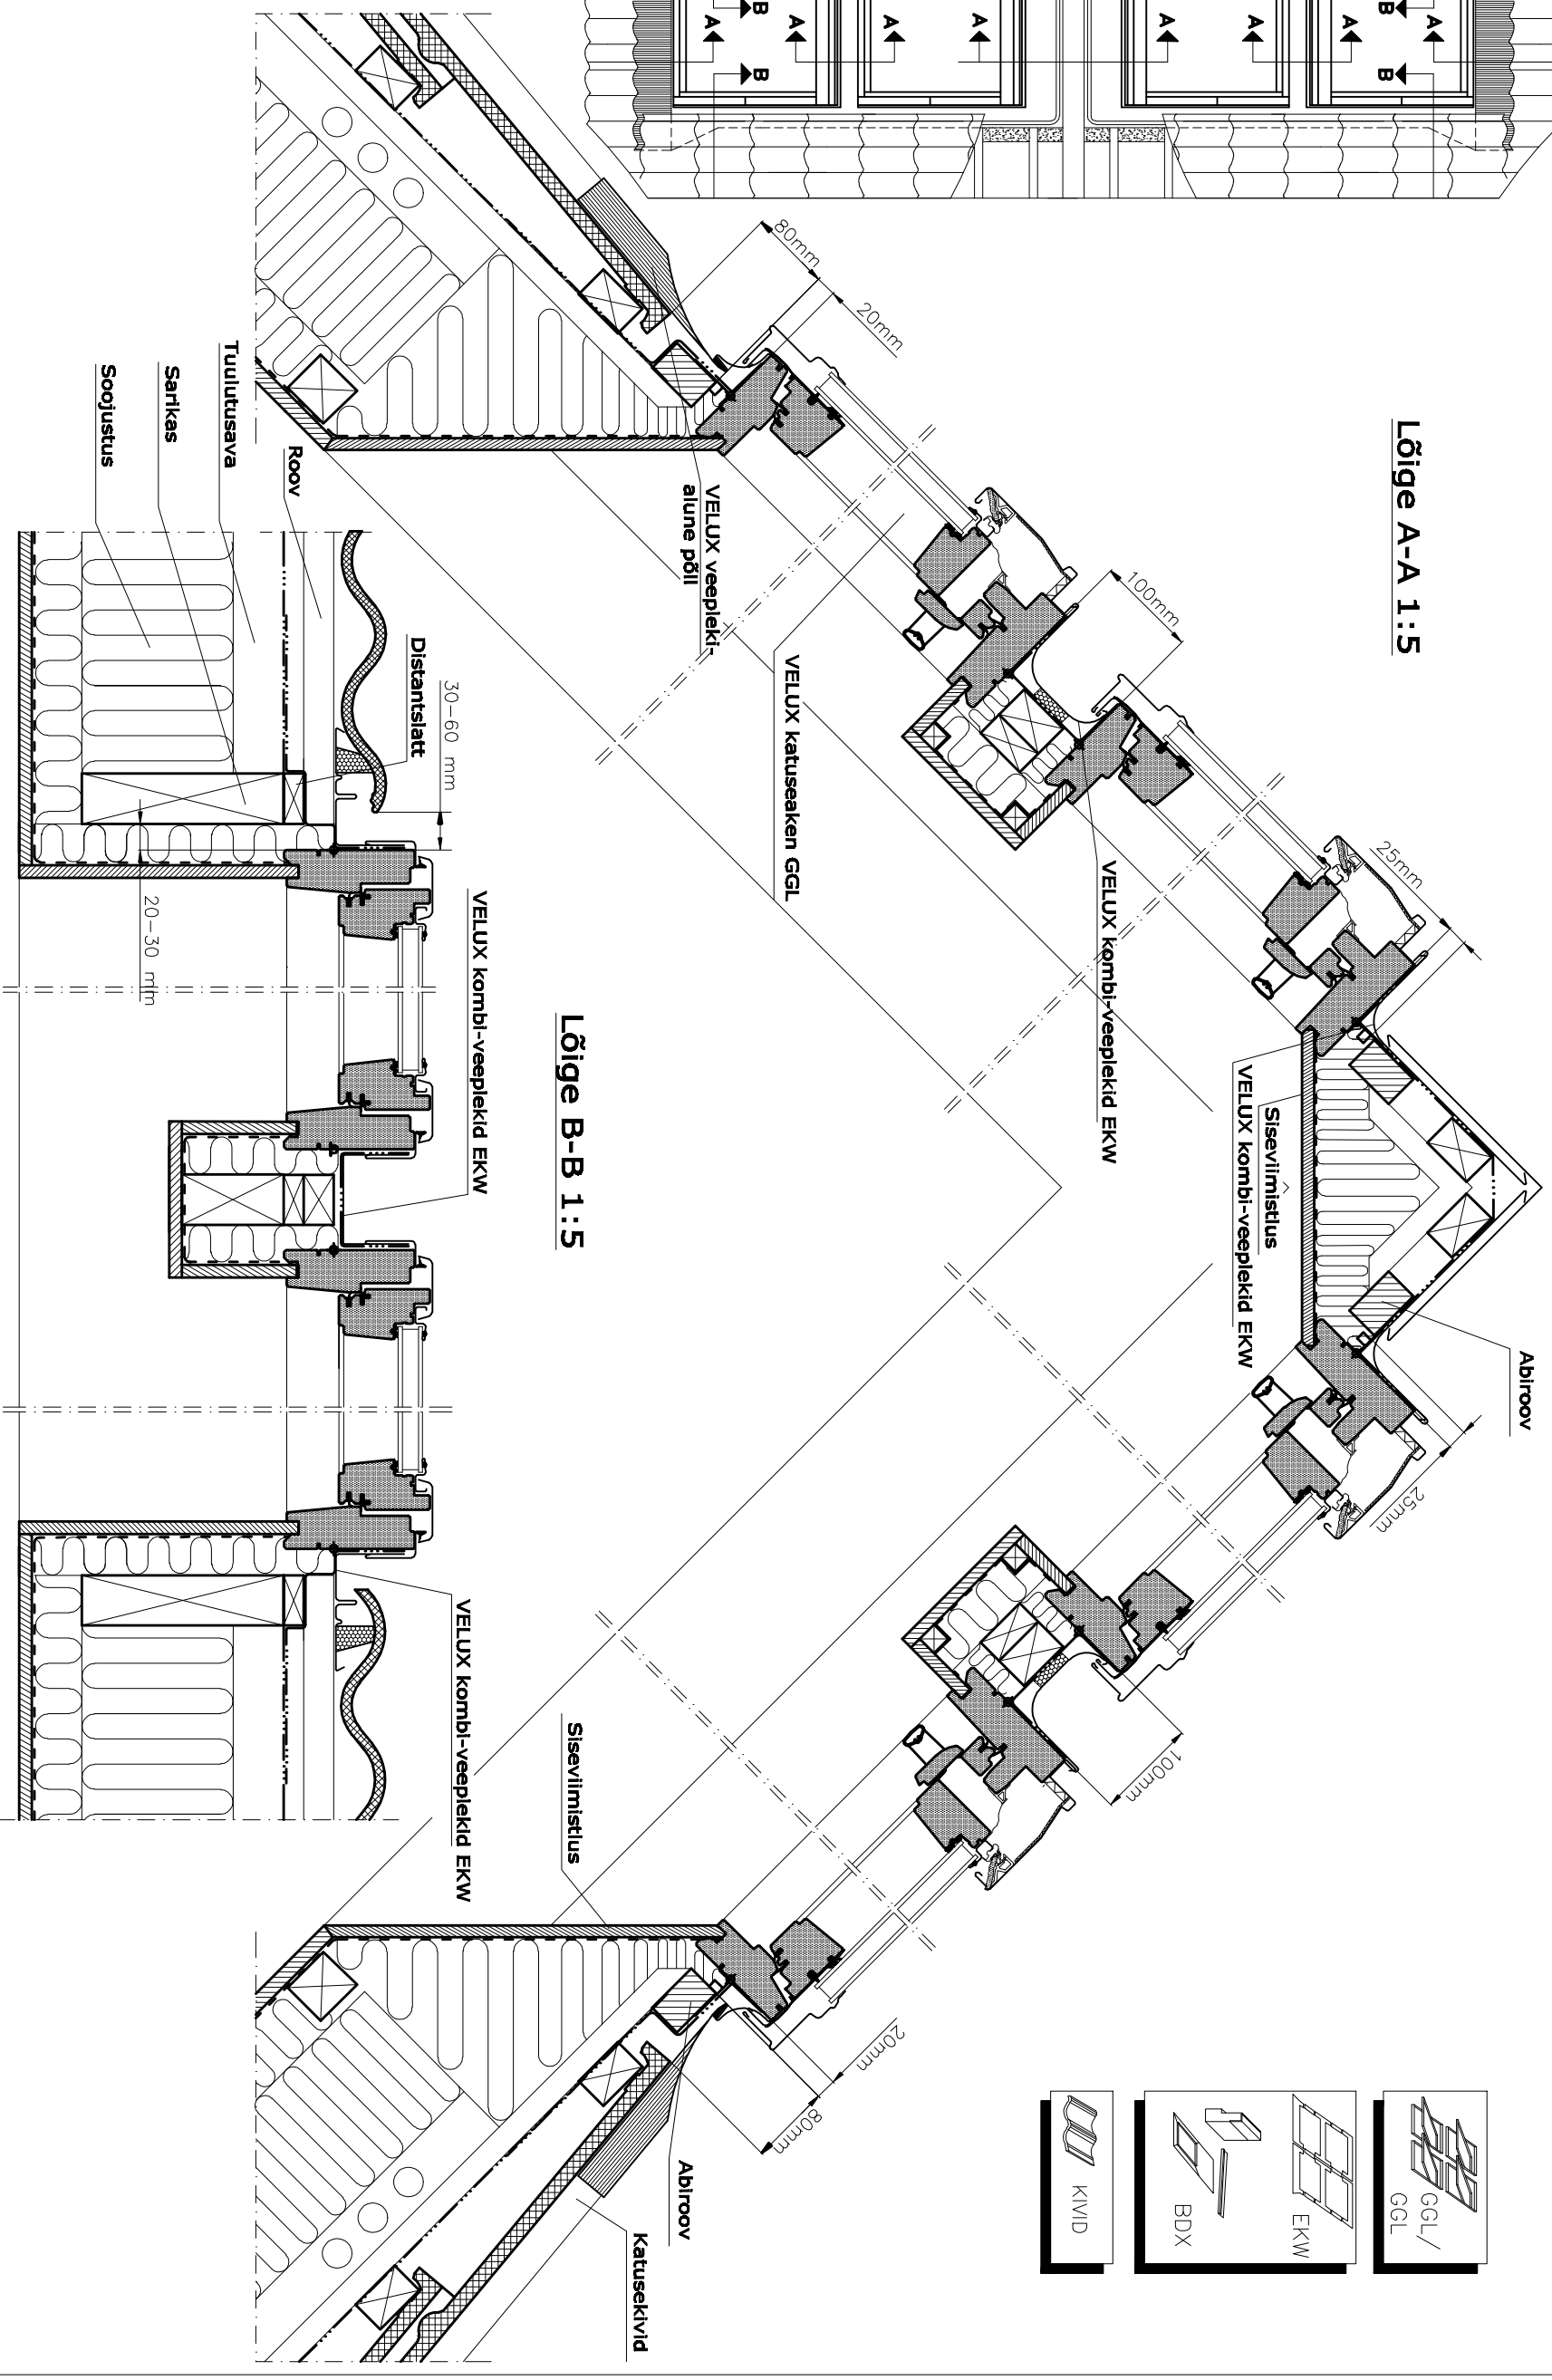 Lõige A-A 1:5
A
A
A
A
A
A
A
A
B
B
B
B
80mm
20mm
100mm
25mm
Abiroov
25mm
100mm
20mm
80mm
Siseviimistlus
VELUX kombi-veeplekid EKW
VELUX kombi-veeplekid EKW
VELUX katuseaken GGL
VELUX veepleki-
alune põll
Abiroov
Katusekivid
Siseviimistlus
GGL/
GGL
EKW
BDX
KIVID
Lõige B-B 1:5
VELUX kombi-veeplekid EKW
VELUX kombi-veeplekid EKW
30-60 mm
Distantslatt
Roov
Tuulutusava
Sarikas
Soojustus
20-30 mm